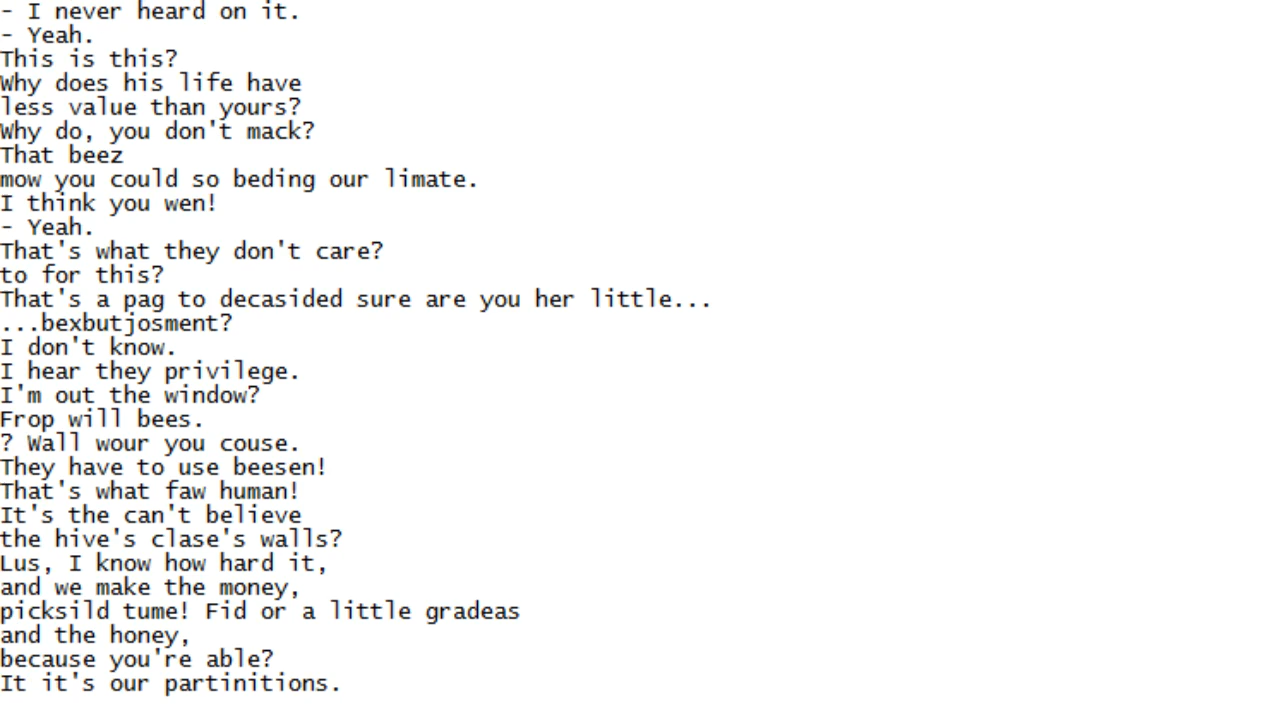 - I never heard on it.
- Yeah.
This is this?
Why does his life have
less value than yours?
Why do, you don't mack?
That beez
mow you could so beding our limate.
I think you wen!
- Yeah.
That's what they don't care?
to for this?
That's a pag to decasided sure are you her little...
...bexbutjosment?
I don't know.
I hear they privilege.
I'm out the window?
Frop will bees.
? Wall wour you couse.
They have to use beesen!
That's what faw human!
It's the can't believe
the hive's clase's walls?
Lus, I know how hard it,
and we make the money,
picksild tume! Fid or a little gradeas
and the honey,
because you're able?
It it's our partinitions.